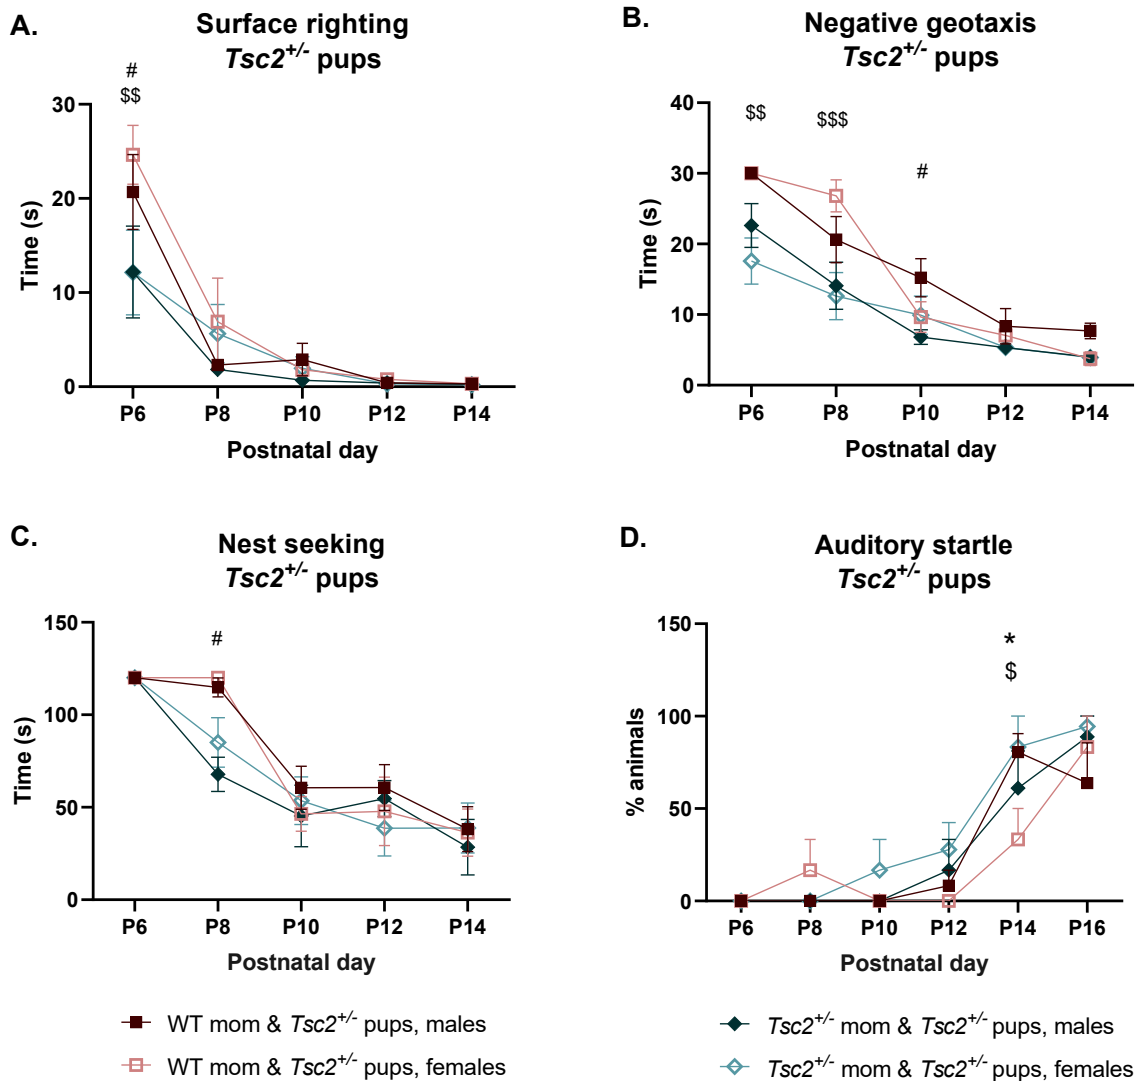 A.
Surface righting
Tsc2+/- pups
#
$$
30
20
10
0
Time (s)
P6 P8 P10 P12 P14
Postnatal day
B.
Negative geotaxis
Tsc2+/- pups
$$
$$$
#
40
30
20
10
0
Time (s)
P6 P8 P10 P12 P14
Postnatal day
C.
Nest seeking
Tsc2+/- pups
#
150
100
50
0
Time (s)
P6 P8 P10 P12 P14
Postnatal day
D.
Auditory startle
Tsc2+/- pups
*
$
150
100
50
0
% animals
P6 P8 P10 P12 P14 P16
Postnatal day
WT mom & Tsc2+/- pups, males
WT mom & Tsc2+/- pups, females
Tsc2+/- mom & Tsc2+/- pups, males
Tsc2+/- mom & Tsc2+/- pups, females